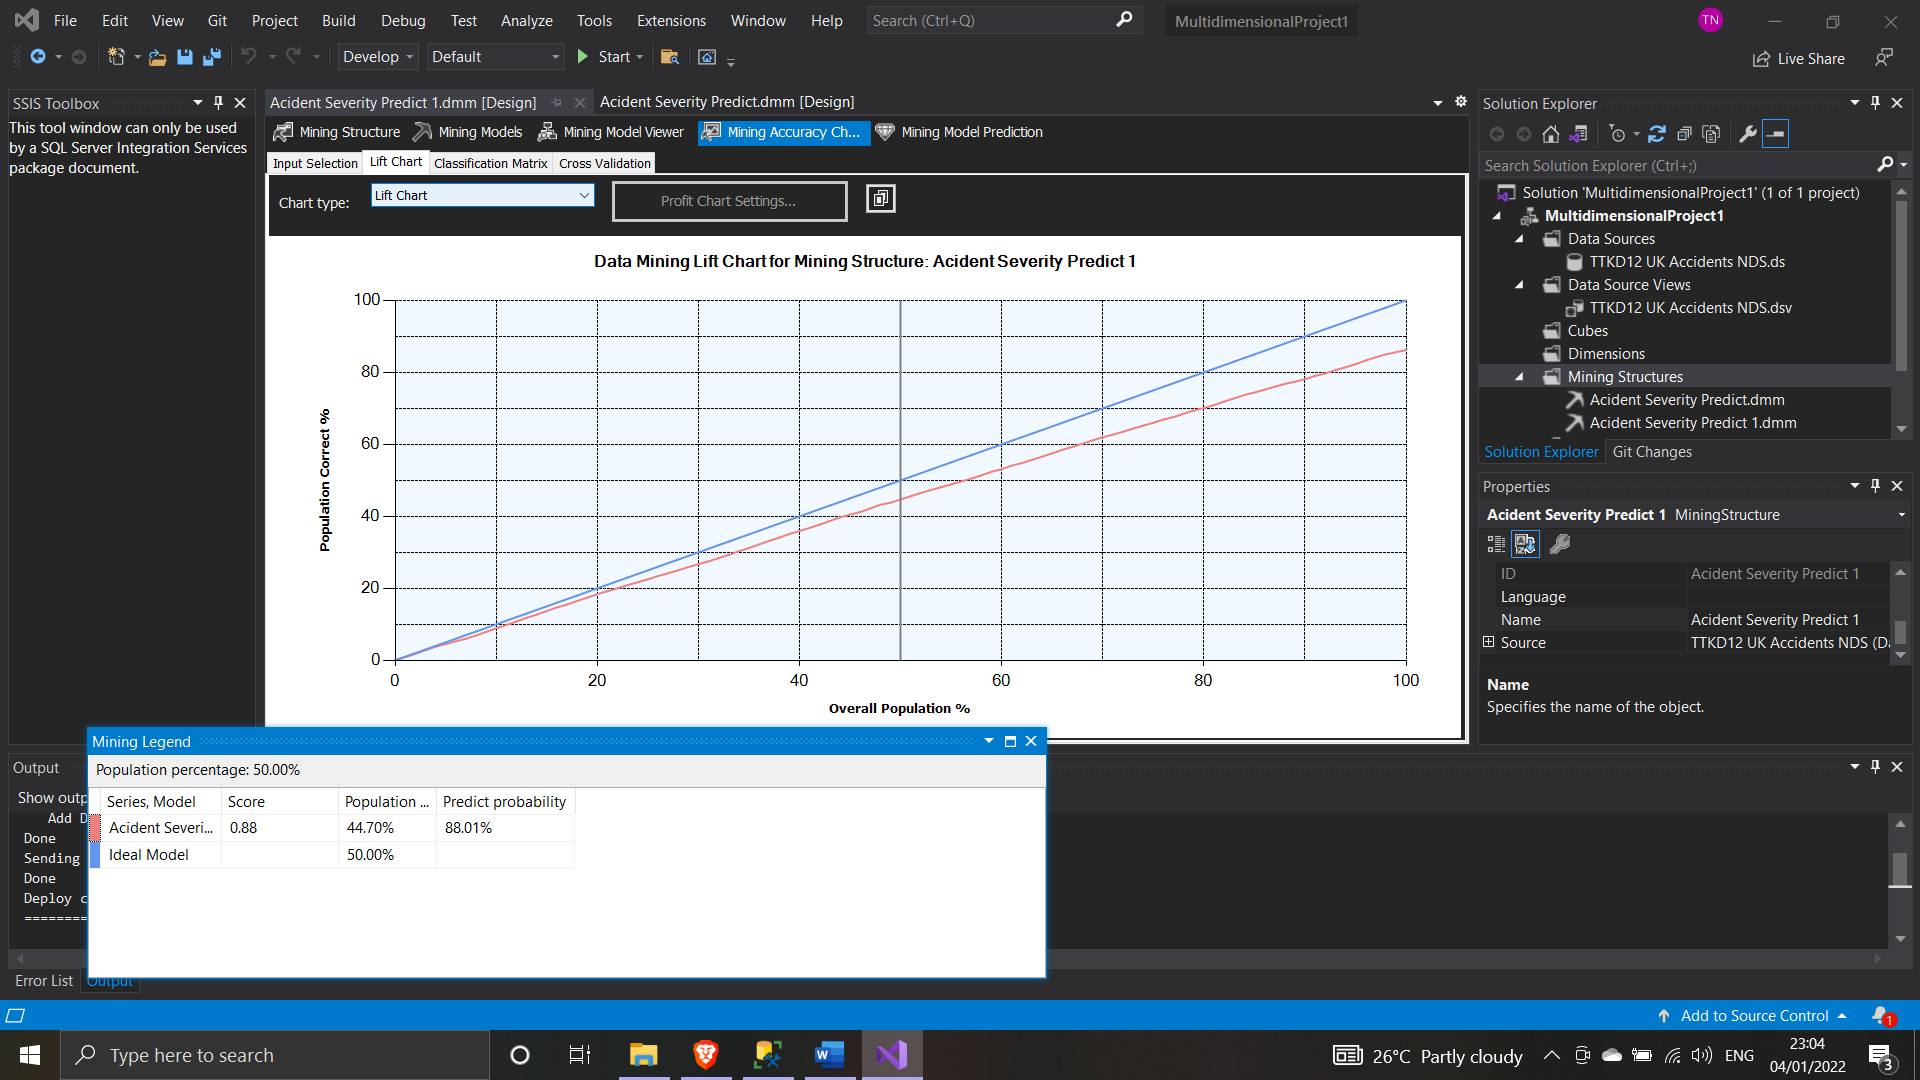 File Edit View Git Project Build Debug Test Analyze Tools Extensions Window Help Search (Ctrl+Q) MultidimensionalProject1 TN
Develop Default Start Live Share
SSIS Toolbox
This tool window can only be used
by a SQL Server Integration Services
package document.
Acident Severity Predict 1.dmm [Design] Acident Severity Predict.dmm [Design]
Mining Structure Mining Models Mining Model Viewer Mining Accuracy Ch... Mining Model Prediction
Input Selection Lift Chart Classification Matrix Cross Validation
Chart type: Lift Chart Profit Chart Settings...
Data Mining Lift Chart for Mining Structure: Acident Severity Predict 1
100
80
60
40
20
0
Population Correct %
0 20 40 60 80 100
Overall Population %
Solution Explorer
Search Solution Explorer (Ctrl+;)
Solution 'MultidimensionalProject1' (1 of 1 project)
MultidimensionalProject1
Data Sources
TTKD12 UK Accidents NDS.ds
Data Source Views
TTKD12 UK Accidents NDS.dsv
Cubes
Dimensions
Mining Structures
Acident Severity Predict.dmm
Acident Severity Predict 1.dmm
Solution Explorer Git Changes
Properties
Acident Severity Predict 1 MiningStructure
ID Acident Severity Predict 1
Language
Name Acident Severity Predict 1
Source TTKD12 UK Accidents NDS (Da
Name
Specifies the name of the object.
Output
Show outp
Add D
Done
Sending
Done
Deploy c
==========
Mining Legend
Population percentage: 50.00%
Series, Model Score Population ... Predict probability
Acident Severi... 0.88 44.70% 88.01%
Ideal Model 50.00%
Error List Output
Add to Source Control 1
Type here to search
26°C Partly cloudy ENG 23:04
04/01/2022 3